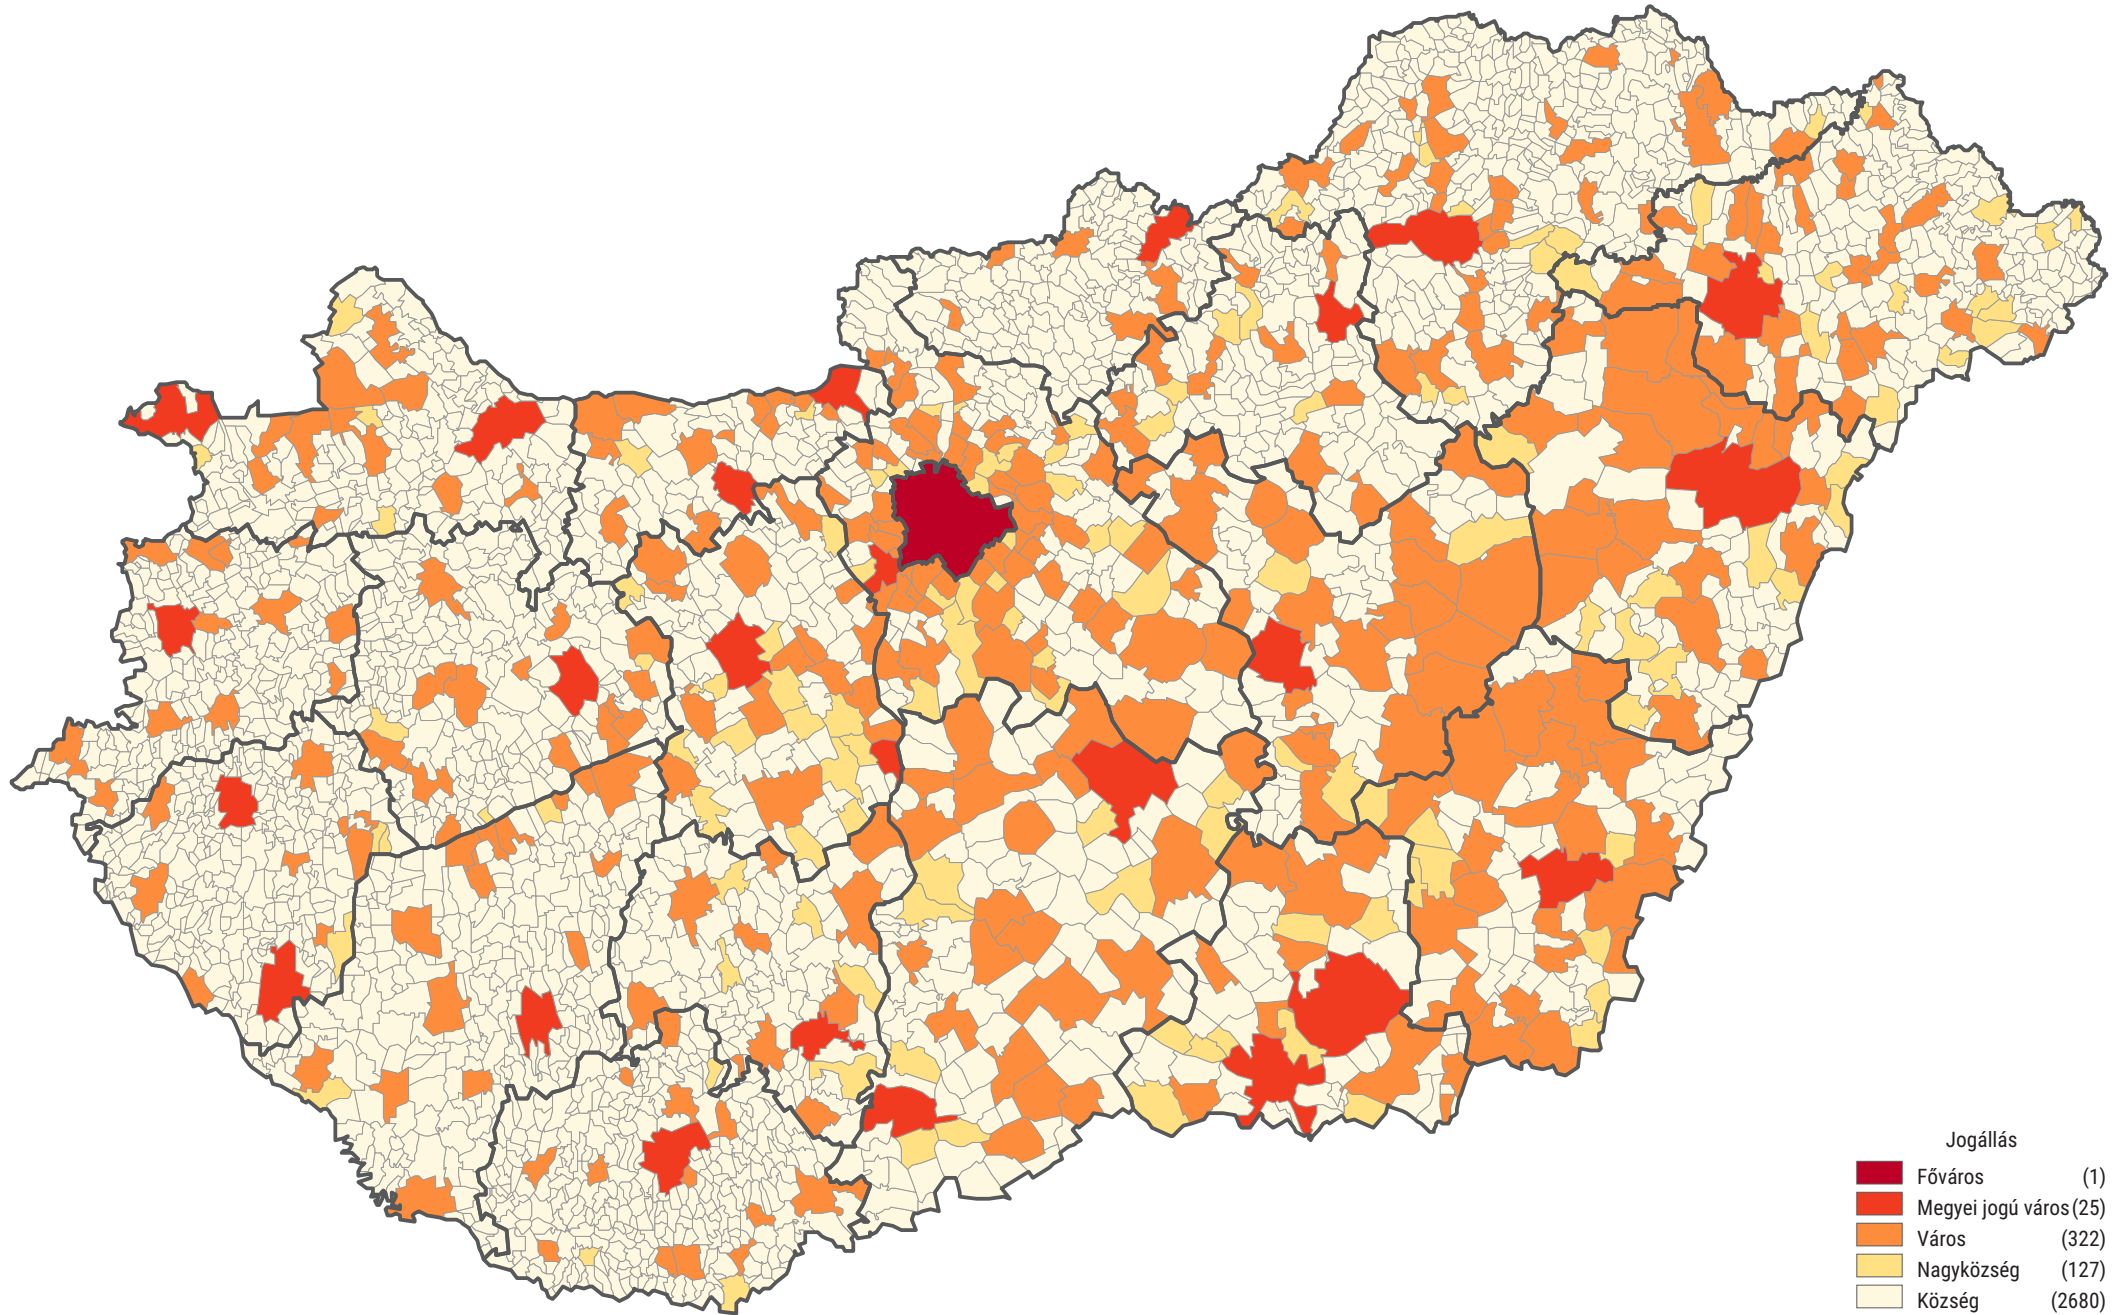 Jogállás
Főváros (1)
Megyei jogú város (25)
Város (322)
Nagyközség (127)
Község (2680)